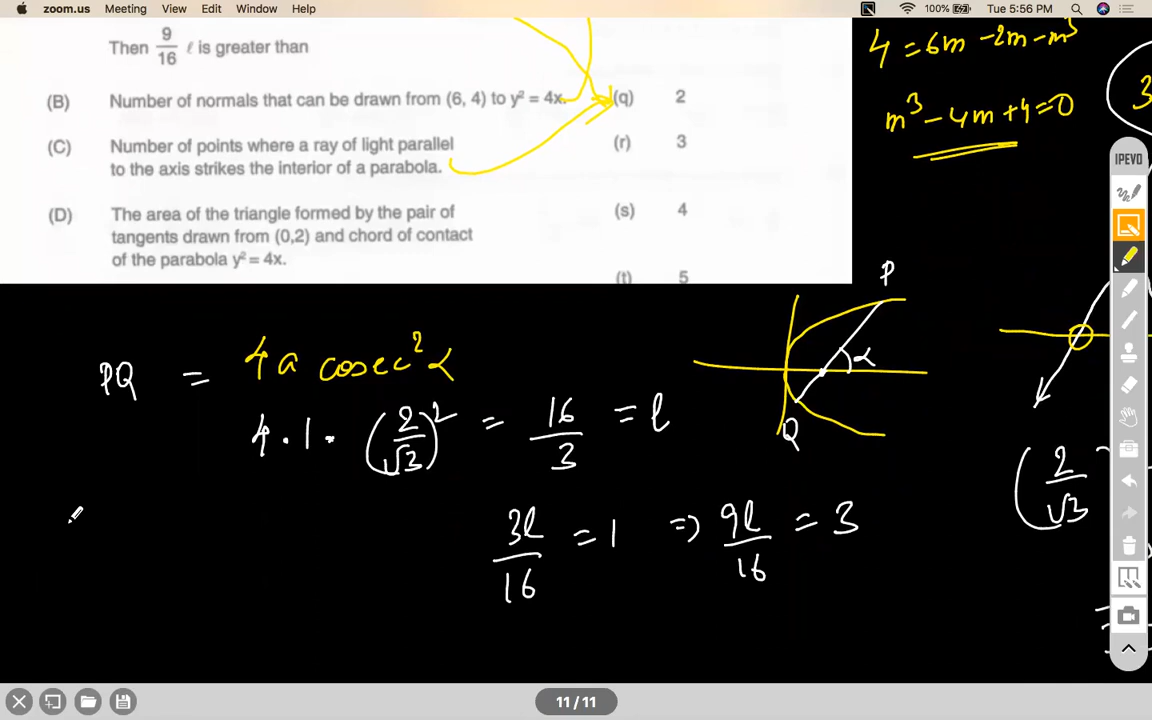 zoom.us Meeting View Edit Window Help 100% Tue 5:56 PM
Then 9/16 ℓ is greater than
(B) Number of normals that can be drawn from (6, 4) to y² = 4x. (q) 2
(C) Number of points where a ray of light parallel (r) 3
to the axis strikes the interior of a parabola.
(D) The area of the triangle formed by the pair of (s) 4
tangents drawn from (0,2) and chord of contact
of the parabola y² = 4x.
(t) 5
4 = 6m - 2m - m³
m³ - 4m + 4 = 0
3
IPEVO
P
α
Q
PQ = 4a cosec² α
4 · 1 · (2/√3)² = 16/3 = l
(2/√3
3l/16 = 1 ⇒ 9l/16 = 3
11 / 11